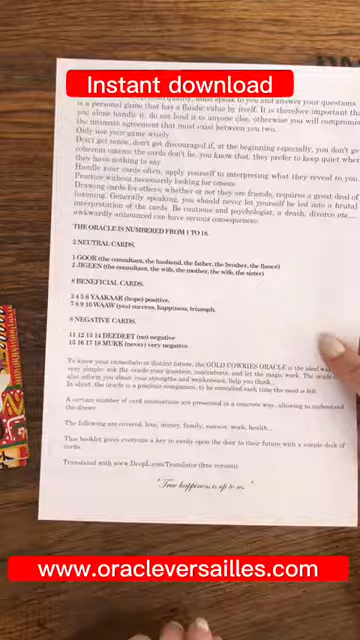 Instant download
must speak to you and answer your questions
is a personal game that has a fluidic value by itself. It is therefore important tha
you alone handle it; do not lend it to anyone else, otherwise you will compromis
the intimate agreement that must exist between you two.
Only use your game wisely.
Don't get tense, don't get discouraged if, at the beginning especially, you don't ge
coherent omens: the cards don't lie, you know that; they prefer to keep quiet when
they have nothing to say.
Handle your cards often, apply yourself to interpreting what they reveal to you.
Practice without necessarily looking for omens
Drawing cards for others, whether or not they are friends, requires a great deal of
listening. Generally speaking, you should never let yourself be led into a brutal
interpretation of the cards. Be cautious and psychologist; a death, divorce etc...
awkwardly announced can have serious consequences.
THE ORACLE IS NUMBERED FROM 1 TO 18.
2 NEUTRAL CARDS.
1 GOOR (the consultant, the husband, the father, the brother, the fiance)
2 JIGEEN (the consultant, the wife, the mother, the wife, the sister)
8 BENEFICIAL CARDS.
3 4 5 6 YAAKAAR (hope) positive.
7 8 9 10 WAAW (yes) success, happiness, triumph.
8 NEGATIVE CARDS.
11 12 13 14 DEEDEET (no) negative
15 16 17 18 MUKK (never) very negative
To know your immediate or distant future, the GOLD COWRIES ORACLE is the ideal
very simple: ask the oracle your question, concentrate, and let the magic work. The oracle
also inform you about your strengths and weaknesses, help you think...
In short, the oracle is a precious companion, to be consulted each time the need is felt.
A certain number of card associations are presented in a concrete way, allowing to understand
the drawer
The following are covered: love, money, family, success, work, health...
This booklet gives everyone a key to easily open the door to their future with a simple deck of
cards.
Translated with www.DeepL.com/Translator (free version)
"True happiness is up to us. "
www.oracleversailles.com